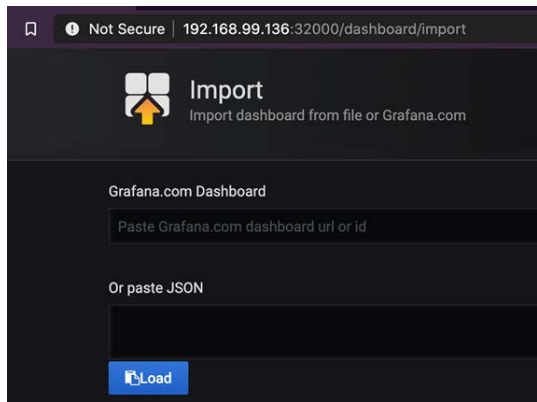 Not Secure | 192.168.99.136:32000/dashboard/import
Import
Import dashboard from file or Grafana.com
Grafana.com Dashboard
Paste Grafana.com dashboard url or id
Or paste JSON
Load